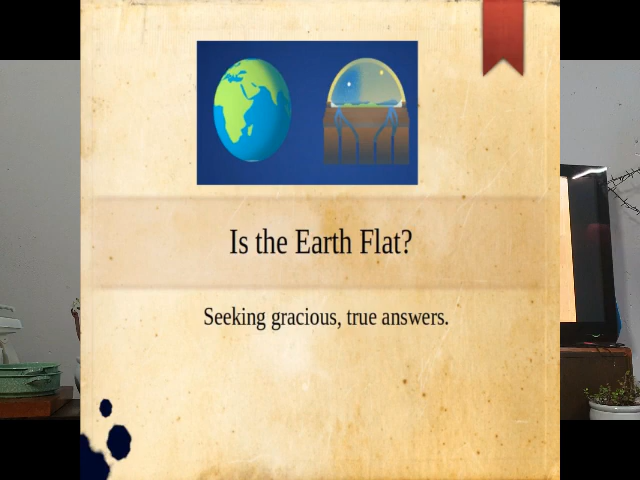 Is the Earth Flat?
Seeking gracious, true answers.